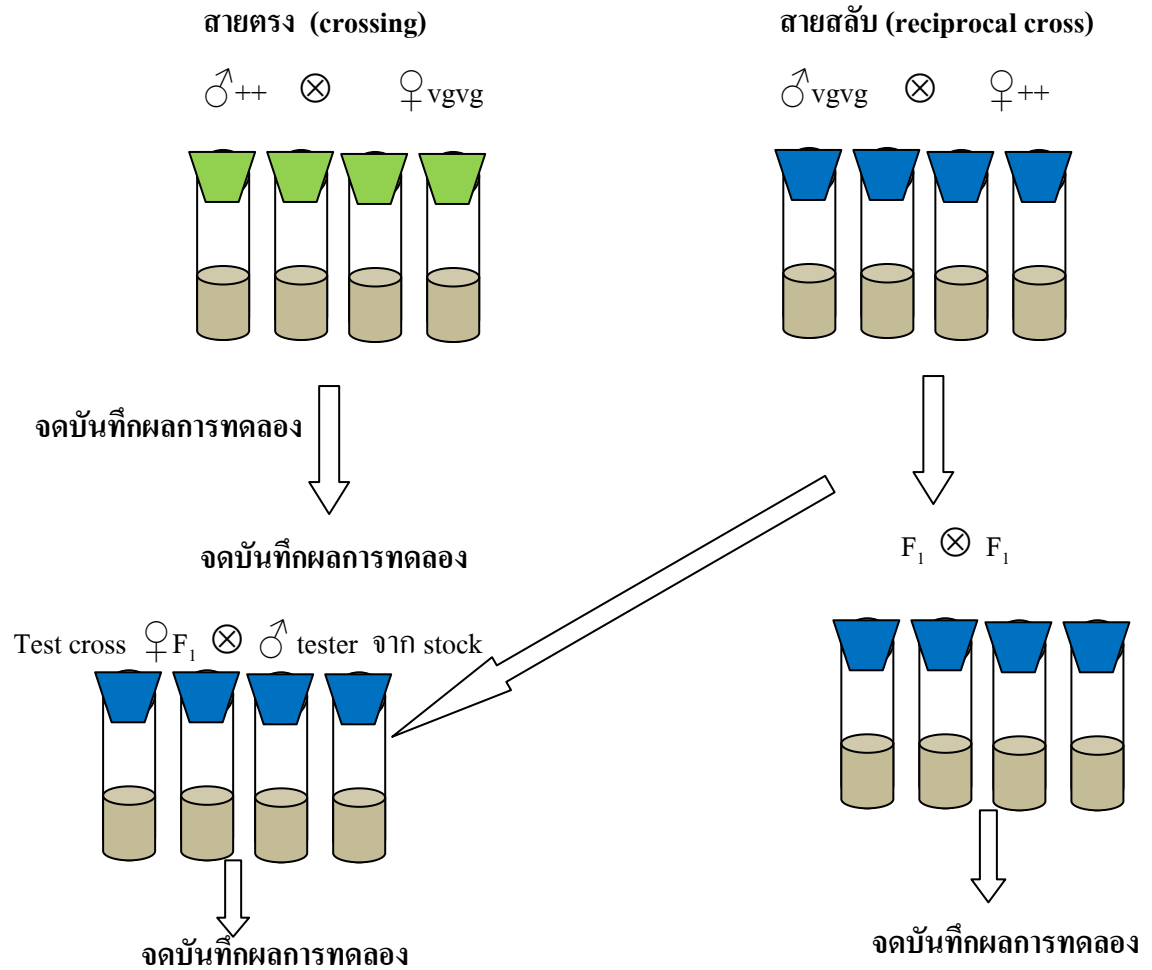 สายตรง (crossing)
สายสลับ (reciprocal cross)
♂++ ⊗ ♀vgvg
♂vgvg ⊗ ♀++
จดบันทึกผลการทดลอง
จดบันทึกผลการทดลอง
F₁ ⊗ F₁
Test cross ♀F₁ ⊗ ♂ tester จาก stock
จดบันทึกผลการทดลอง
จดบันทึกผลการทดลอง